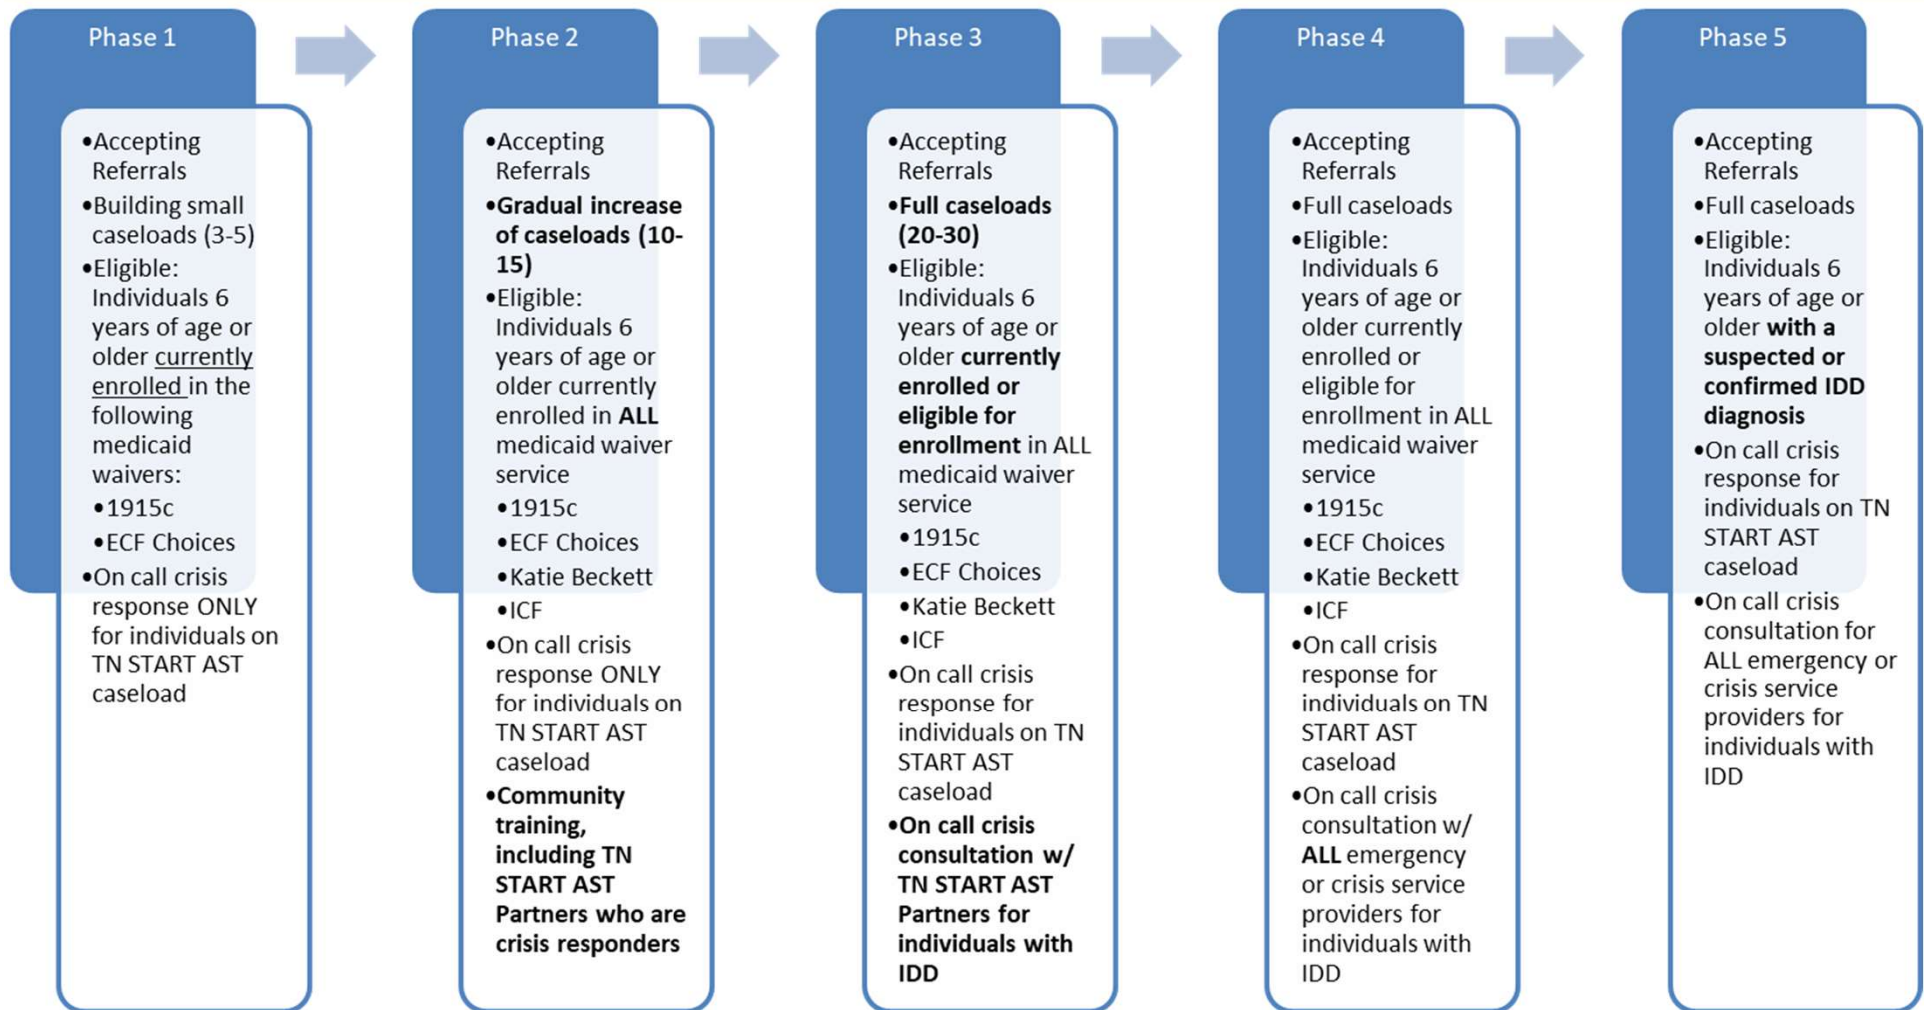 Phase 1
•Accepting
Referrals
•Building small
caseloads (3-5)
•Eligible:
Individuals 6
years of age or
older currently
enrolled in the
following
medicaid
waivers:
•1915c
•ECF Choices
•On call crisis
response ONLY
for individuals on
TN START AST
caseload
Phase 2
•Accepting
Referrals
•Gradual increase
of caseloads (10-
15)
•Eligible:
Individuals 6
years of age or
older currently
enrolled in ALL
medicaid waiver
service
•1915c
•ECF Choices
•Katie Beckett
•ICF
•On call crisis
response ONLY
for individuals on
TN START AST
caseload
•Community
training,
including TN
START AST
Partners who are
crisis responders
Phase 3
•Accepting
Referrals
•Full caseloads
(20-30)
•Eligible:
Individuals 6
years of age or
older currently
enrolled or
eligible for
enrollment in ALL
medicaid waiver
service
•1915c
•ECF Choices
•Katie Beckett
•ICF
•On call crisis
response for
individuals on TN
START AST
caseload
•On call crisis
consultation w/
TN START AST
Partners for
individuals with
IDD
Phase 4
•Accepting
Referrals
•Full caseloads
•Eligible:
Individuals 6
years of age or
older currently
enrolled or
eligible for
enrollment in ALL
medicaid waiver
service
•1915c
•ECF Choices
•Katie Beckett
•ICF
•On call crisis
response for
individuals on TN
START AST
caseload
•On call crisis
consultation w/
ALL emergency
or crisis service
providers for
individuals with
IDD
Phase 5
•Accepting
Referrals
•Full caseloads
•Eligible:
Individuals 6
years of age or
older with a
suspected or
confirmed IDD
diagnosis
•On call crisis
response for
individuals on TN
START AST
caseload
•On call crisis
consultation for
ALL emergency or
crisis service
providers for
individuals with
IDD